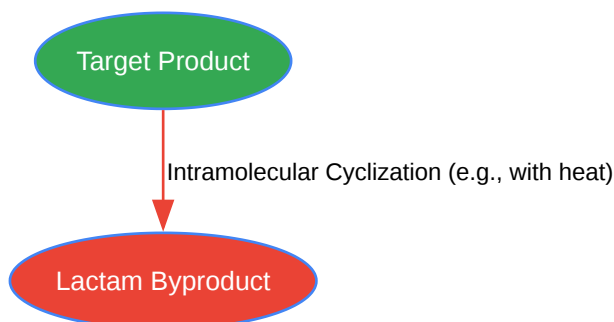 Target Product
Intramolecular Cyclization (e.g., with heat)
Lactam Byproduct